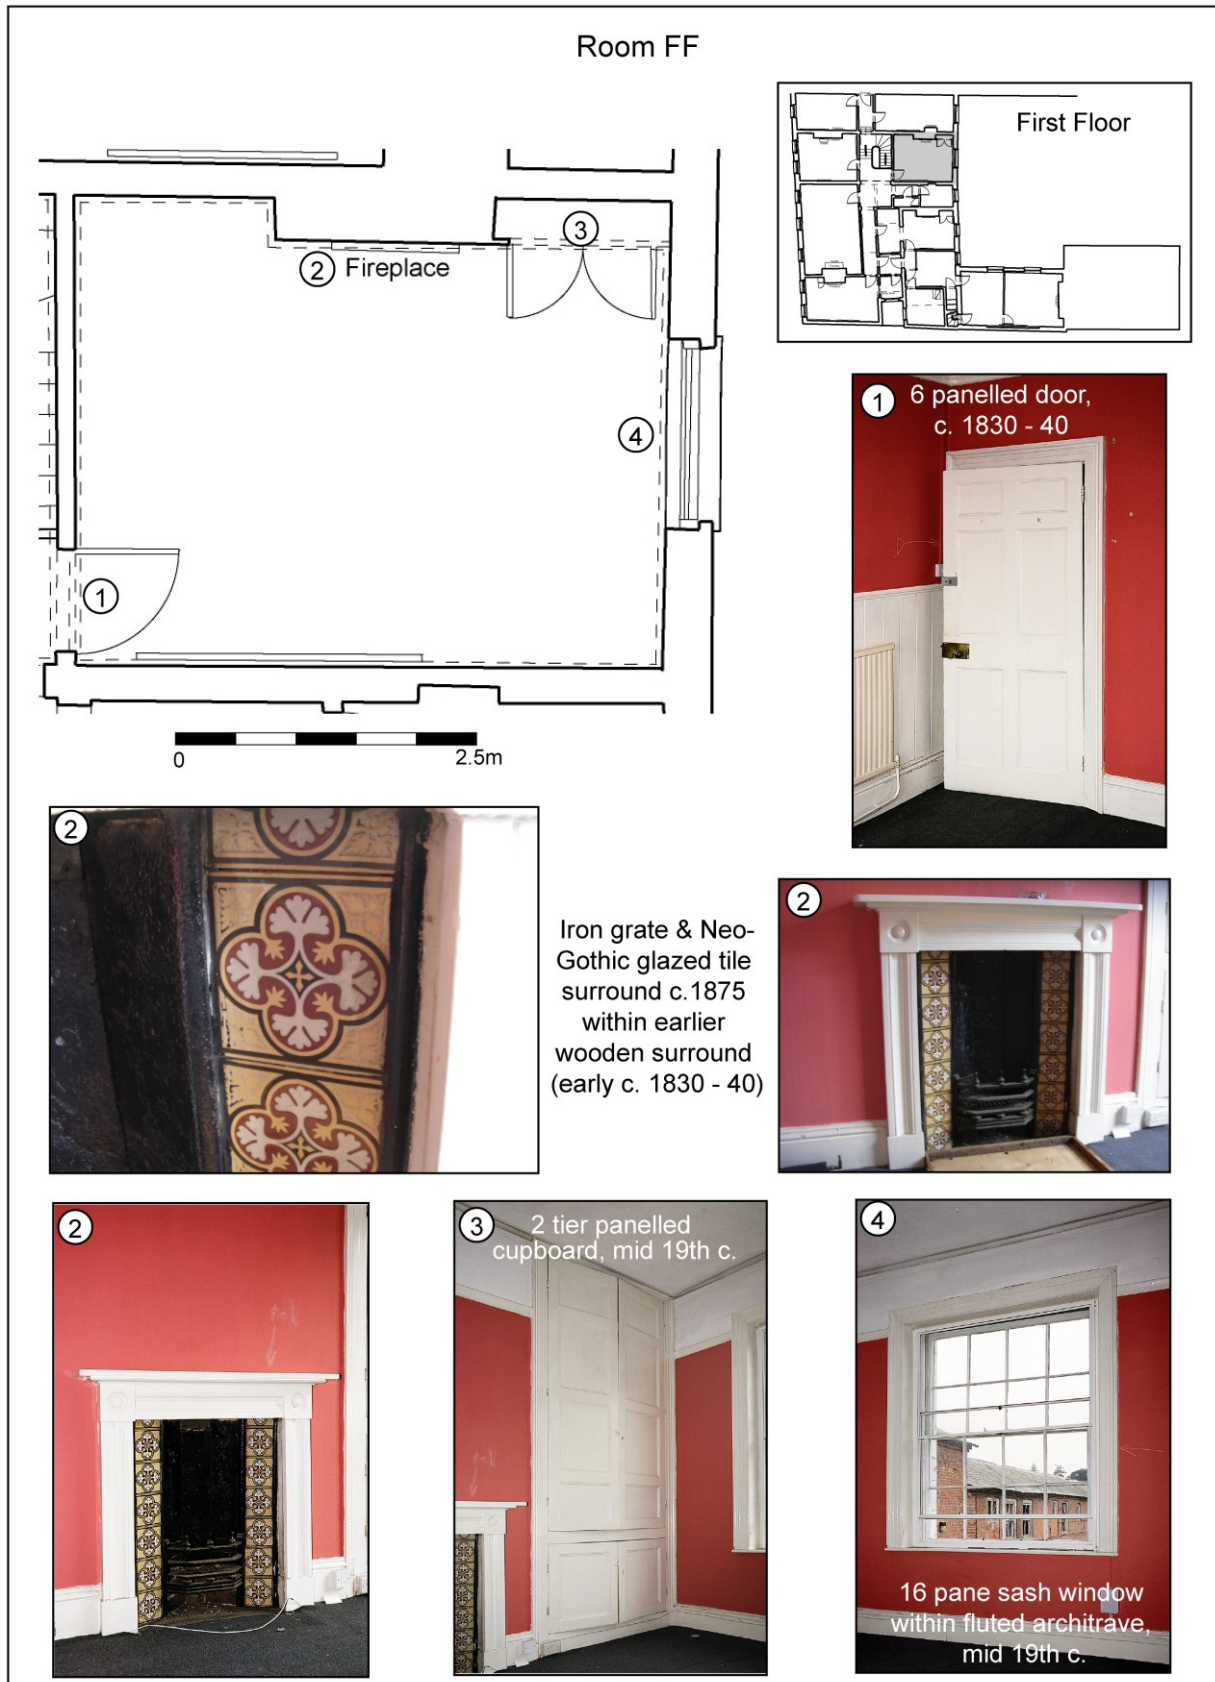 Room FF
First Floor
3
2 Fireplace
4
1
0 2.5m
1 6 panelled door,
c. 1830 - 40
2
Iron grate & Neo-
Gothic glazed tile
surround c.1875
within earlier
wooden surround
(early c. 1830 - 40)
2
2
3 2 tier panelled
cupboard, mid 19th c.
4
16 pane sash window
within fluted architrave,
mid 19th c.